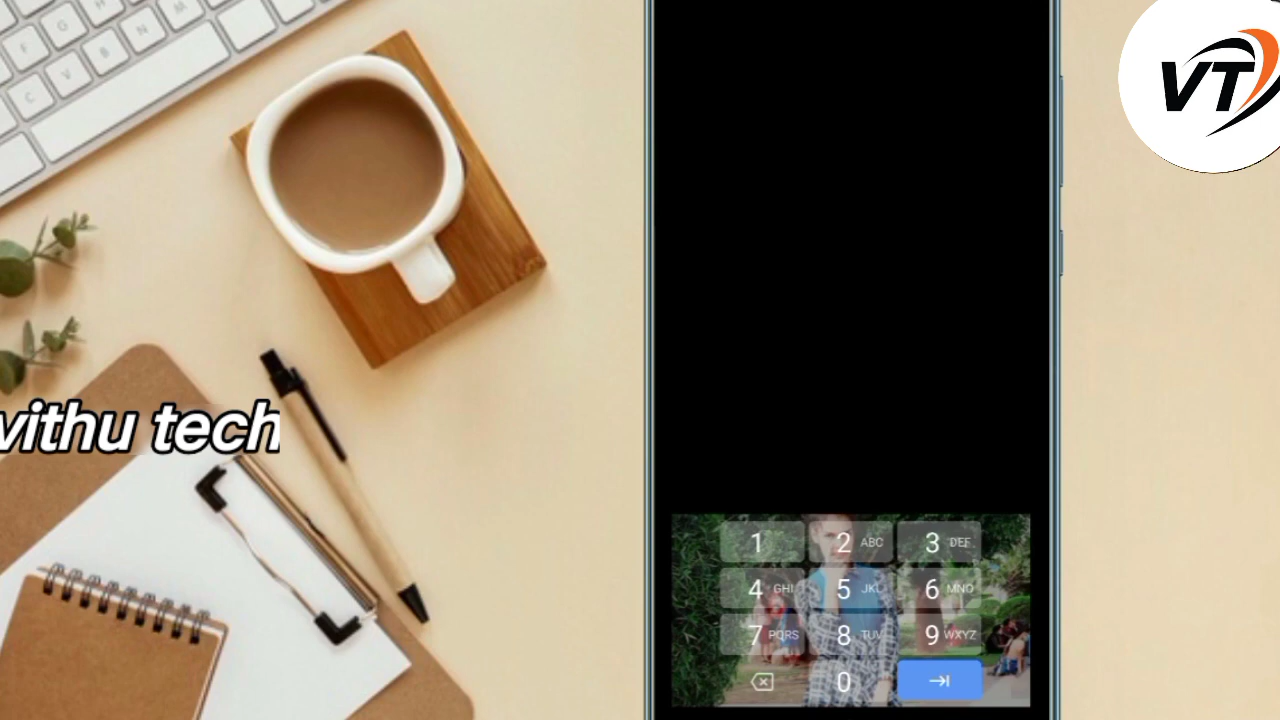 F
G
H
C
V
B
N
M
VT
vithu tech
1
2 ABC
3 DEF
4 GHI
5 JKL
6 MNO
7 PQRS
8 TUV
9 WXYZ
0